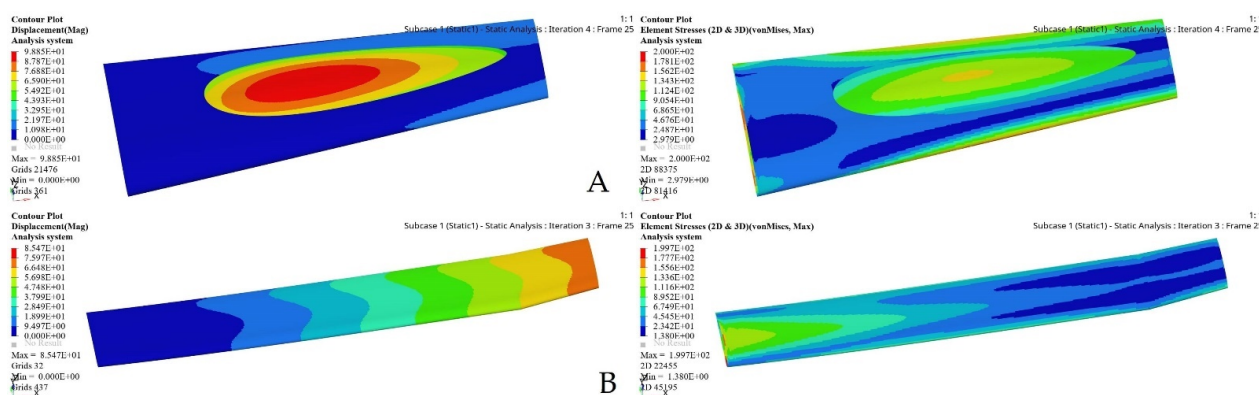 Contour Plot
Displacement(Mag)
Analysis system
9.885E+01
8.787E+01
7.688E+01
6.590E+01
5.492E+01
4.393E+01
3.295E+01
2.197E+01
1.098E+01
0.000E+00
No Result
Max = 9.885E+01
Grids 21476
Min = 0.000E+00
Grids 361
X
1: 1
Subcase 1 (Static1) - Static Analysis : Iteration 4 : Frame 25
A
Contour Plot
Element Stresses (2D & 3D)(vonMises, Max)
Analysis system
2.000E+02
1.781E+02
1.562E+02
1.343E+02
1.124E+02
9.054E+01
6.865E+01
4.676E+01
2.487E+01
2.979E+00
No Result
Max = 2.000E+02
2D 88375
Min = 2.979E+00
2D 81416
X
1: 1
Subcase 1 (Static1) - Static Analysis : Iteration 4 : Frame 25
Contour Plot
Displacement(Mag)
Analysis system
8.547E+01
7.597E+01
6.648E+01
5.698E+01
4.748E+01
3.799E+01
2.849E+01
1.899E+01
9.497E+00
0.000E+00
No Result
Max = 8.547E+01
Grids 32
Min = 0.000E+00
Grids 437
X
1: 1
Subcase 1 (Static1) - Static Analysis : Iteration 3 : Frame 25
B
Contour Plot
Element Stresses (2D & 3D)(vonMises, Max)
Analysis system
1.997E+02
1.777E+02
1.556E+02
1.336E+02
1.116E+02
8.952E+01
6.749E+01
4.545E+01
2.342E+01
1.380E+00
No Result
Max = 1.997E+02
2D 22455
Min = 1.380E+00
2D 45195
X
1: 1
Subcase 1 (Static1) - Static Analysis : Iteration 3 : Frame 25